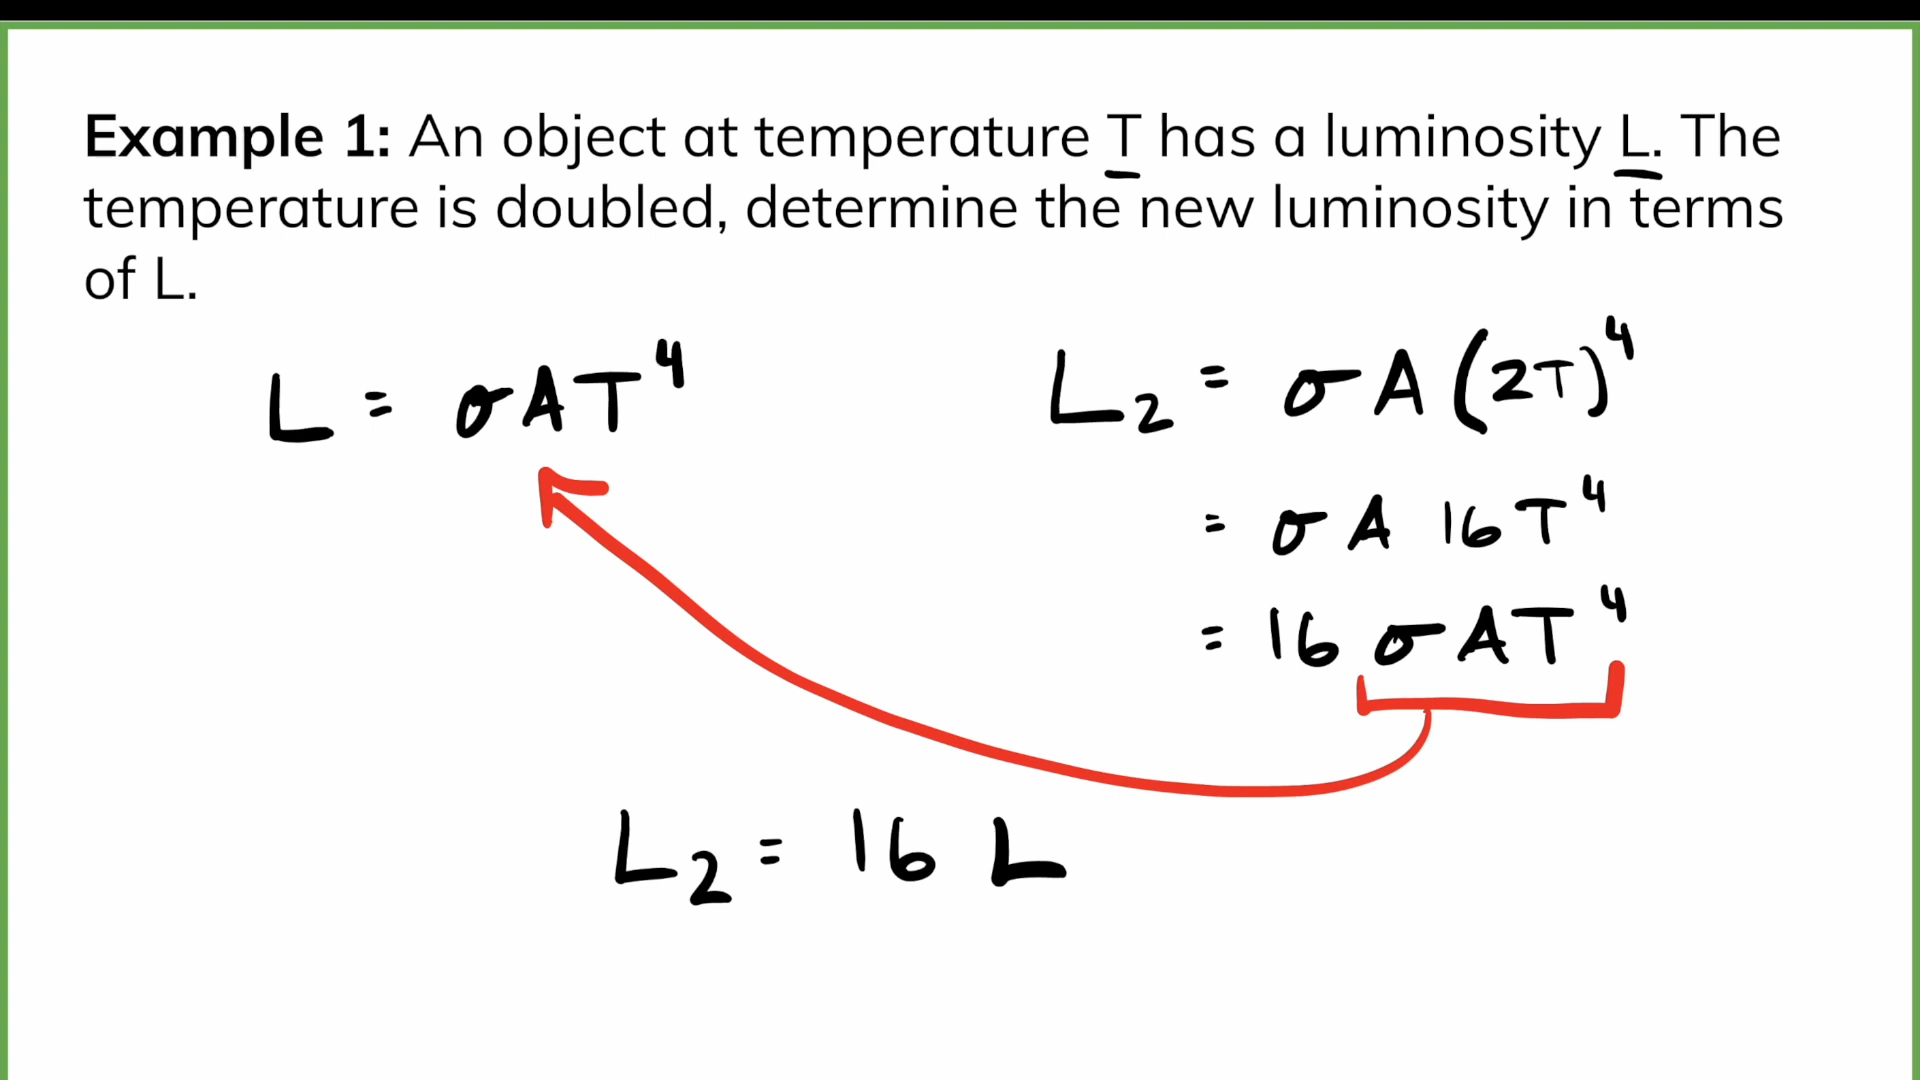 Example 1: An object at temperature T has a luminosity L. The
temperature is doubled, determine the new luminosity in terms
of L.
L = σAT⁴
L₂ = σA(2T)⁴
= σA 16T⁴
= 16 σAT⁴
L₂ = 16 L